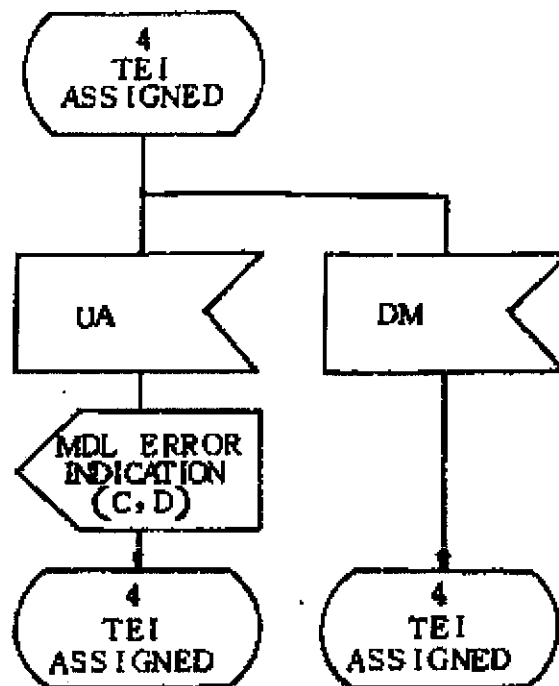 4
TEI
ASSIGNED
UA
DM
MDL ERROR
INDICATION
(C,D)
4
TEI
ASSIGNED
4
TEI
ASSIGNED